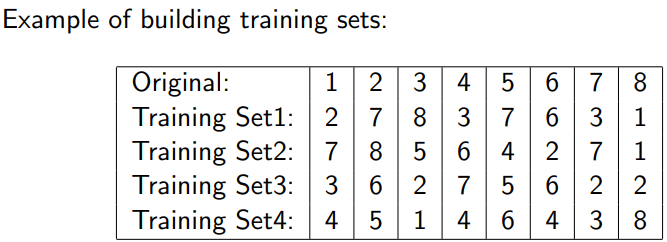 Example of building training sets:
Original: 1 2 3 4 5 6 7 8
Training Set1: 2 7 8 3 7 6 3 1
Training Set2: 7 8 5 6 4 2 7 1
Training Set3: 3 6 2 7 5 6 2 2
Training Set4: 4 5 1 4 6 4 3 8